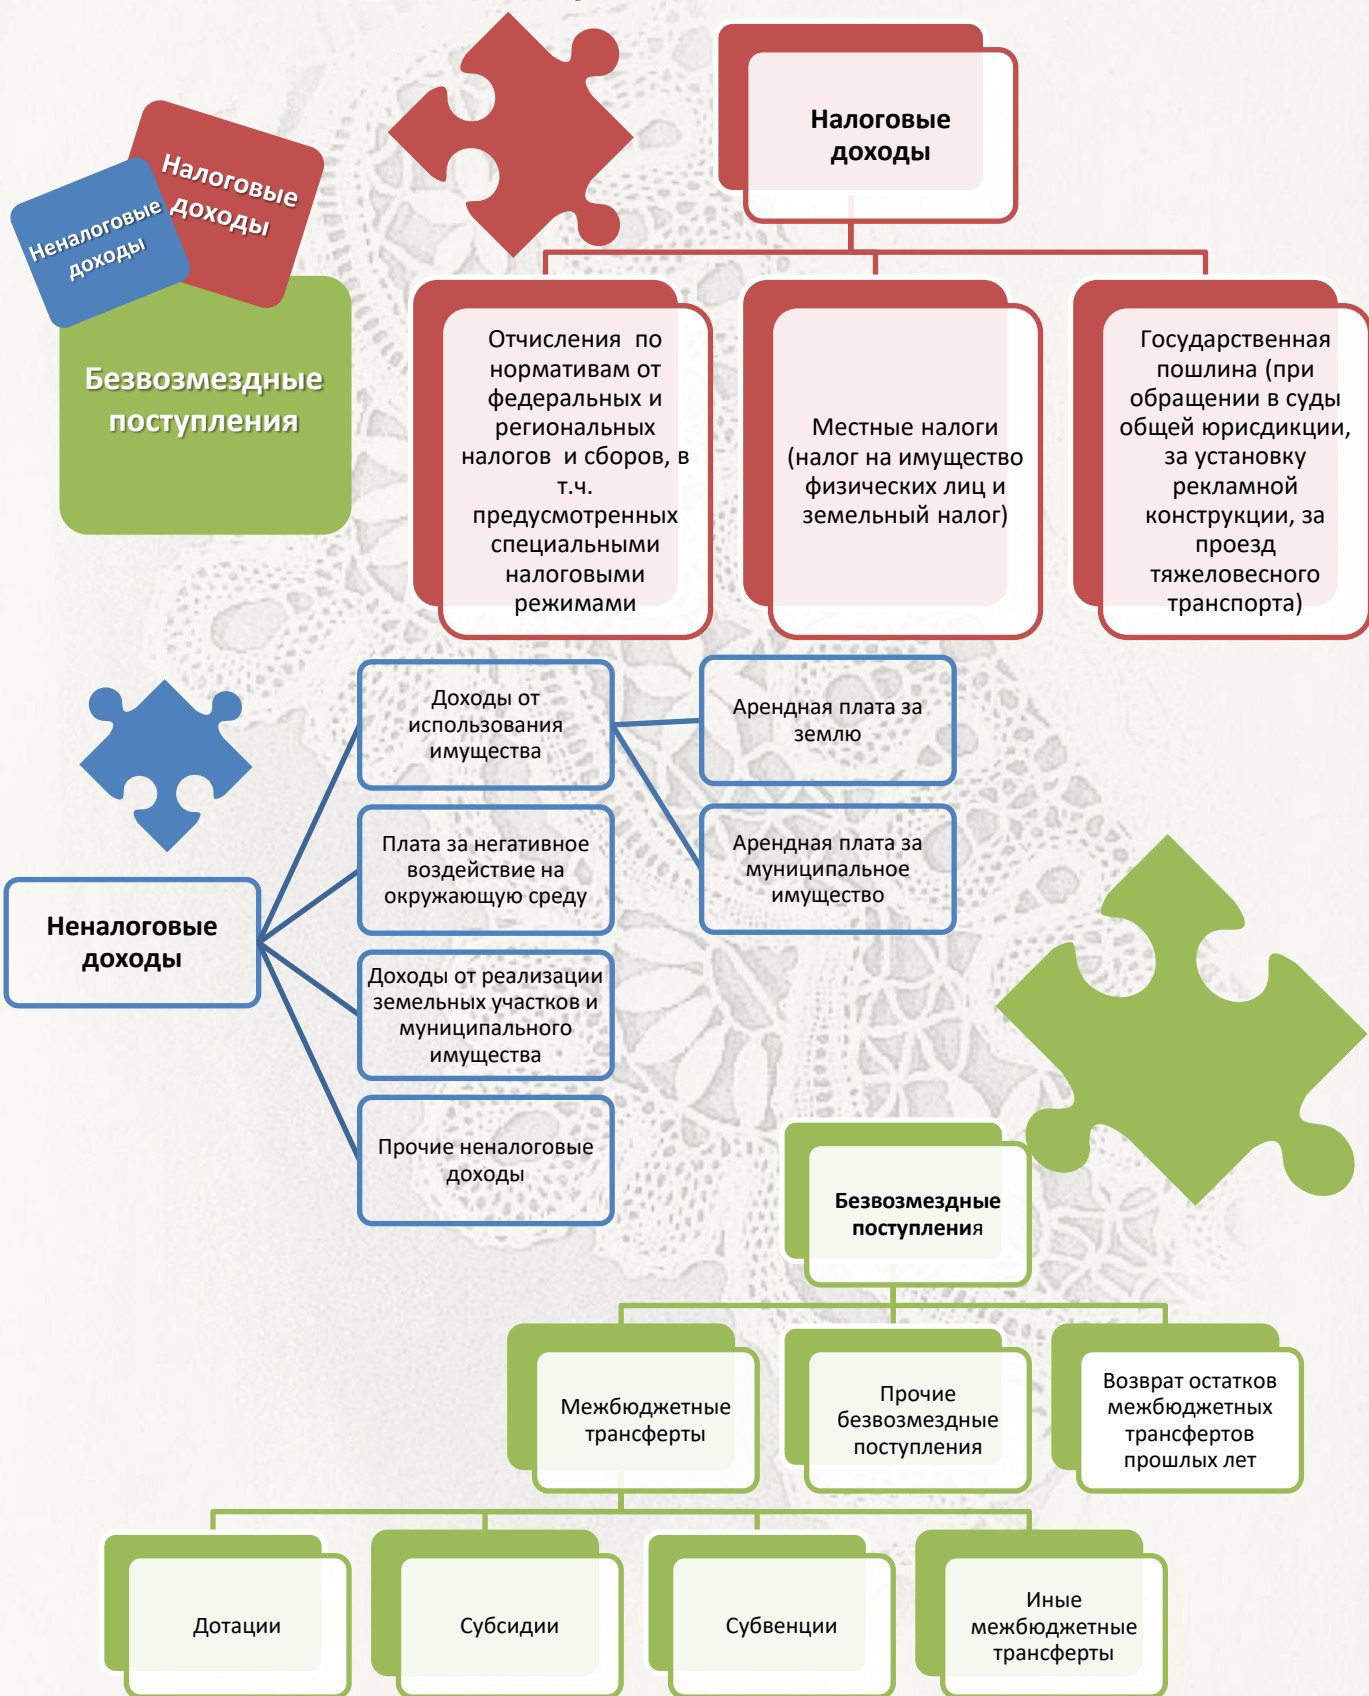 Налоговые
доходы
Неналоговые
доходы
Безвозмездные
поступления
Налоговые
доходы
Отчисления по
нормативам от
федеральных и
региональных
налогов и сборов, в
т.ч.
предусмотренных
специальными
налоговыми
режимами
Местные налоги
(налог на имущество
физических лиц и
земельный налог)
Государственная
пошлина (при
обращении в суды
общей юрисдикции,
за установку
рекламной
конструкции, за
проезд
тяжеловесного
транспорта)
Неналоговые
доходы
Доходы от
использования
имущества
Арендная плата за
землю
Арендная плата за
муниципальное
имущество
Плата за негативное
воздействие на
окружающую среду
Доходы от реализации
земельных участков и
муниципального
имущества
Прочие неналоговые
доходы
Безвозмездные
поступления
Межбюджетные
трансферты
Прочие
безвозмездные
поступления
Возврат остатков
межбюджетных
трансфертов
прошлых лет
Дотации
Субсидии
Субвенции
Иные
межбюджетные
трансферты